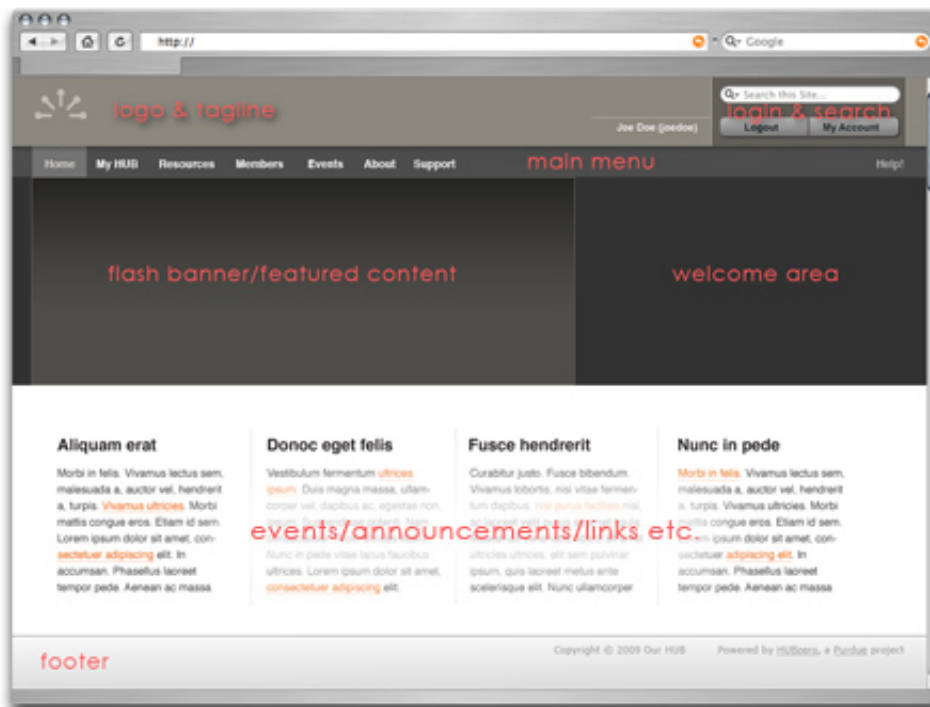 http://
Google
logo & tagline
Search this Site...
login & search
Joe Doe (joedoe)
Logout
My Account
Home My HUB Resources Members Events About Support
main menu
Help!
flash banner/featured content
welcome area
Aliquam erat
Morbi in felis. Vivamus lectus sem,
malesuada a, auctor vel, hendrerit
a, turpis. Vivamus ultricies. Morbi
mattis congue eros. Etiam id sem.
Lorem ipsum dolor sit amet, con-
sectetuer adipiscing elit. In
accumsan. Phasellus laoreet
tempor pede. Aenean ac massa
Donoc eget felis
Vestibulum fermentum ultrices
ipsum. Duis magna massa, ullam-
corper vel, dapibus ac, egestas non,
Nunc in pede vitae lacus faucibus
ultrices. Lorem ipsum dolor sit amet,
consectetuer adipiscing elit.
Fusce hendrerit
Curabitur justo. Fusce bibendum.
Vivamus lobortis, nisi vitae fermen-
tum dapibus, nisi purus facilisis nisi,
ultricies ultricies, elit sem pulvinar
ipsum, quis laoreet metus ante
scelerisque elit. Nunc ullamcorper
Nunc in pede
Morbi in felis. Vivamus lectus sem,
malesuada a, auctor vel, hendrerit
a, turpis. Vivamus ultricies. Morbi
mattis congue eros. Etiam id sem.
Lorem ipsum dolor sit amet, con-
sectetuer adipiscing elit. In
accumsan. Phasellus laoreet
tempor pede. Aenean ac massa
events/announcements/links etc.
footer
Copyright © 2009 Our HUB
Powered by HUBzero, a Purdue project